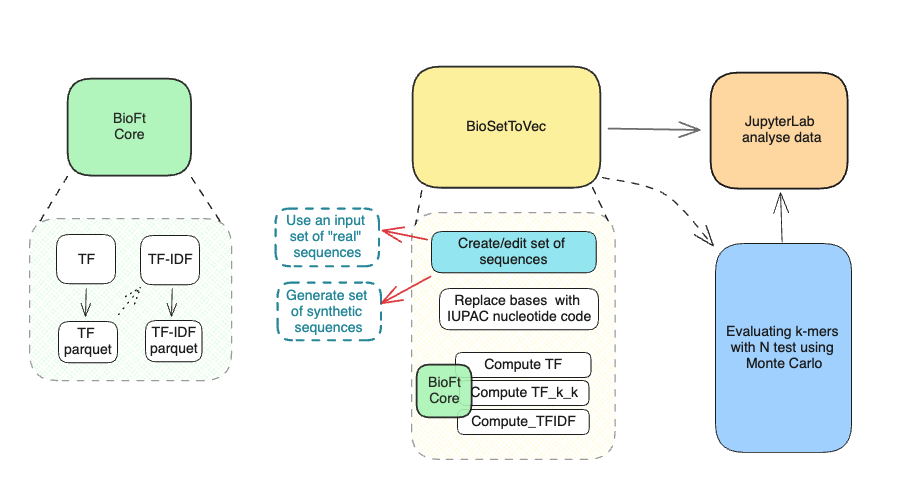 BioFt
Core
TF
TF-IDF
TF
parquet
TF-IDF
parquet
BioSetToVec
Use an input
set of "real"
sequences
Generate set
of synthetic
sequences
Create/edit set of
sequences
Replace bases with
IUPAC nucleotide code
BioFt
Core
Compute TF
Compute TF_k_k
Compute_TFIDF
JupyterLab
analyse data
Evaluating k-mers
with N test using
Monte Carlo